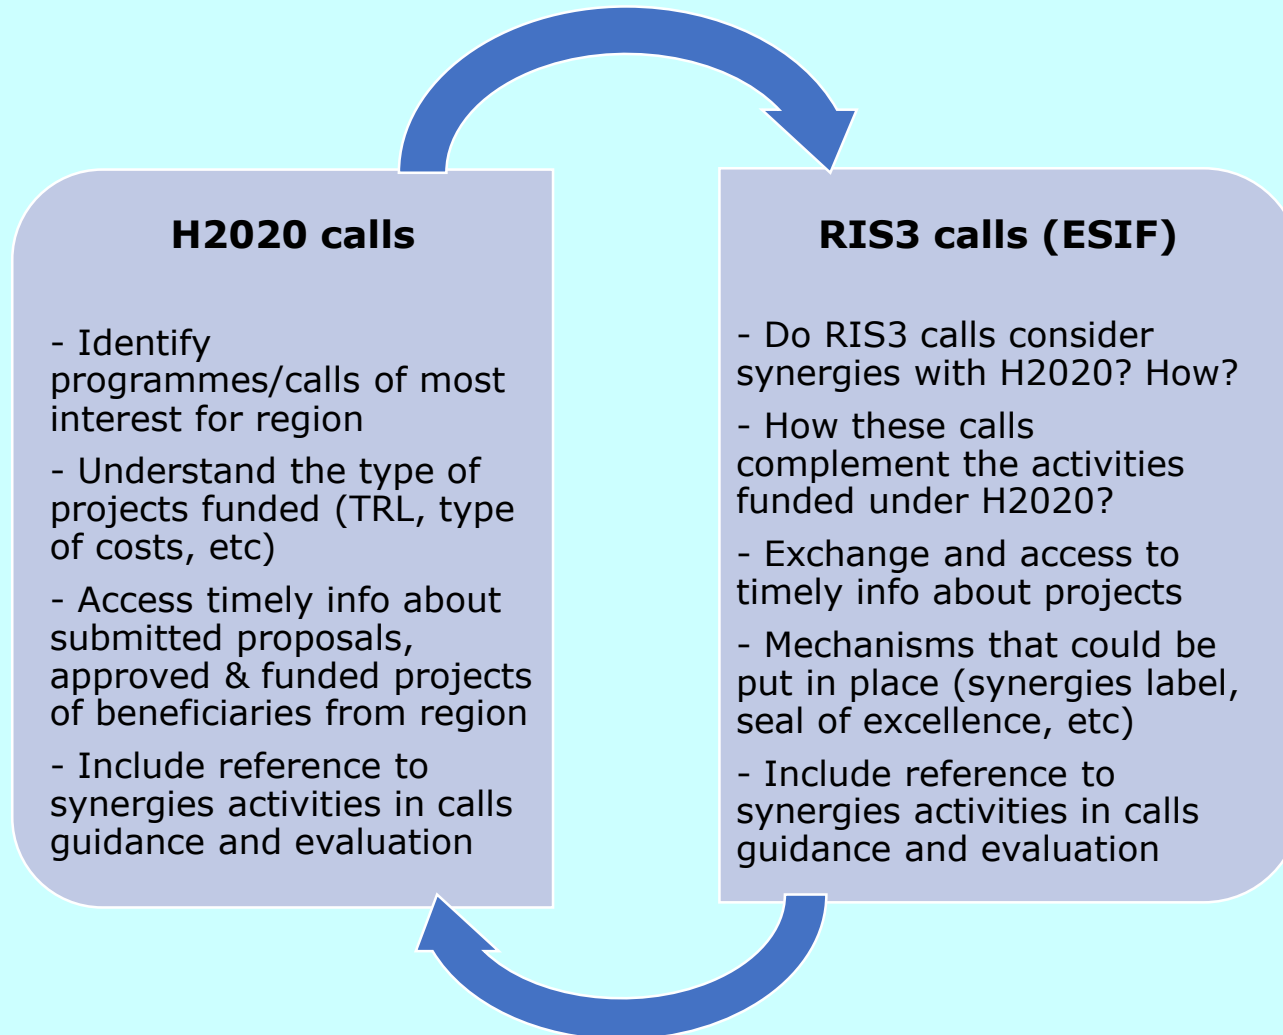 H2020 calls
- Identify
programmes/calls of most
interest for region
- Understand the type of
projects funded (TRL, type
of costs, etc)
- Access timely info about
submitted proposals,
approved & funded projects
of beneficiaries from region
- Include reference to
synergies activities in calls
guidance and evaluation
RIS3 calls (ESIF)
- Do RIS3 calls consider
synergies with H2020? How?
- How these calls
complement the activities
funded under H2020?
- Exchange and access to
timely info about projects
- Mechanisms that could be
put in place (synergies label,
seal of excellence, etc)
- Include reference to
synergies activities in calls
guidance and evaluation